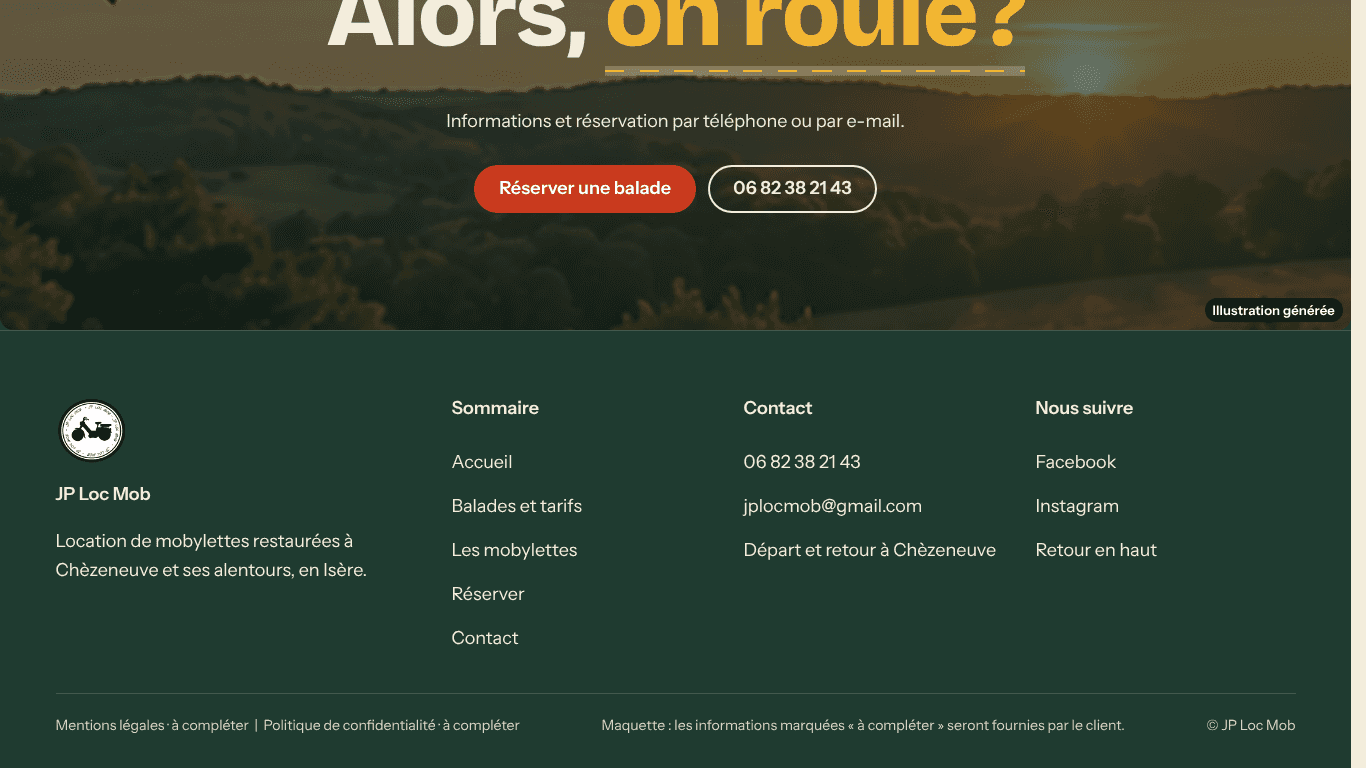 Alors, on roule ?
Informations et réservation par téléphone ou par e-mail.
Réserver une balade
06 82 38 21 43
Illustration générée
JP Loc Mob
Location de mobylettes restaurées à
Chèzeneuve et ses alentours, en Isère.
Sommaire
Accueil
Balades et tarifs
Les mobylettes
Réserver
Contact
Contact
06 82 38 21 43
jplocmob@gmail.com
Départ et retour à Chèzeneuve
Nous suivre
Facebook
Instagram
Retour en haut
Mentions légales · à compléter | Politique de confidentialité · à compléter
Maquette : les informations marquées « à compléter » seront fournies par le client.
© JP Loc Mob